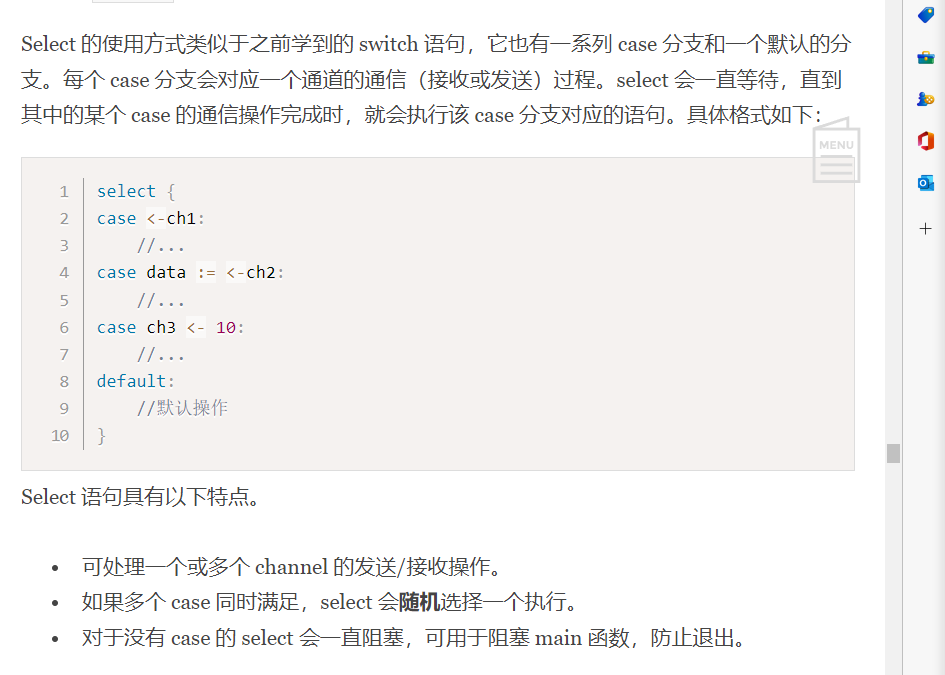 Select 的使用方式类似于之前学到的 switch 语句，它也有一系列 case 分支和一个默认的分
支。每个 case 分支会对应一个通道的通信（接收或发送）过程。select 会一直等待，直到
其中的某个 case 的通信操作完成时，就会执行该 case 分支对应的语句。具体格式如下：
MENU
1 select {
2 case <-ch1:
3     //...
4 case data := <-ch2:
5     //...
6 case ch3 <- 10:
7     //...
8 default:
9     //默认操作
10 }
Select 语句具有以下特点。
• 可处理一个或多个 channel 的发送/接收操作。
• 如果多个 case 同时满足，select 会随机选择一个执行。
• 对于没有 case 的 select 会一直阻塞，可用于阻塞 main 函数，防止退出。